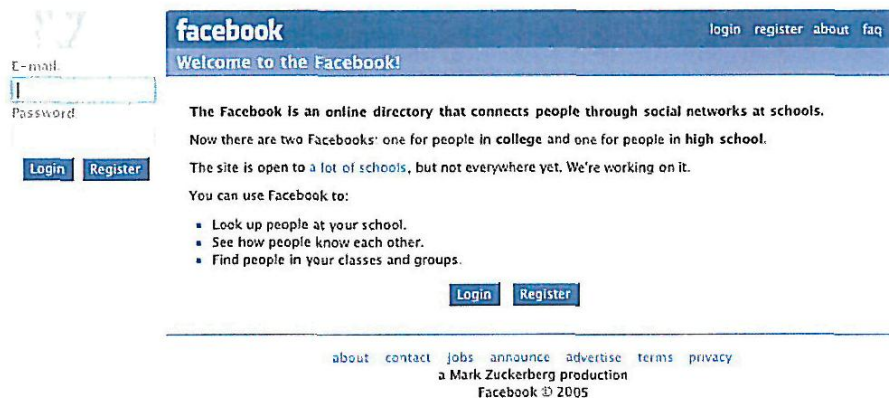 facebook
login register about faq
Welcome to the Facebook!
E-mail:
Password
Login Register
The Facebook is an online directory that connects people through social networks at schools.
Now there are two Facebooks: one for people in college and one for people in high school.
The site is open to a lot of schools, but not everywhere yet. We're working on it.
You can use Facebook to:
▪ Look up people at your school.
▪ See how people know each other.
▪ Find people in your classes and groups.
Login Register
about contact jobs announce advertise terms privacy
a Mark Zuckerberg production
Facebook © 2005